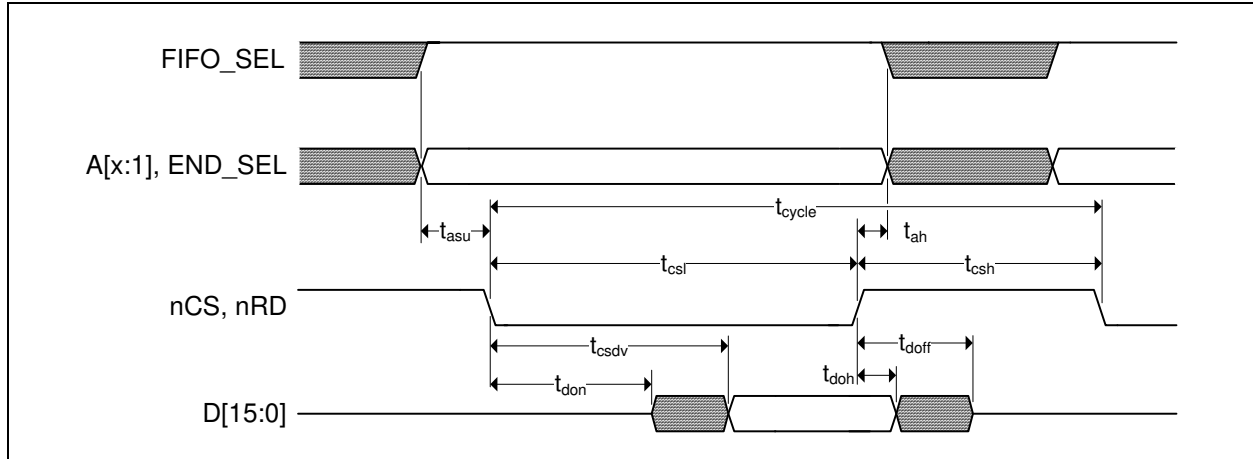 FIFO_SEL
A[x:1], END_SEL
tcycle
tasu
tah
tcsl
tcsh
nCS, nRD
tcsdv
tdoff
tdon
tdoh
D[15:0]